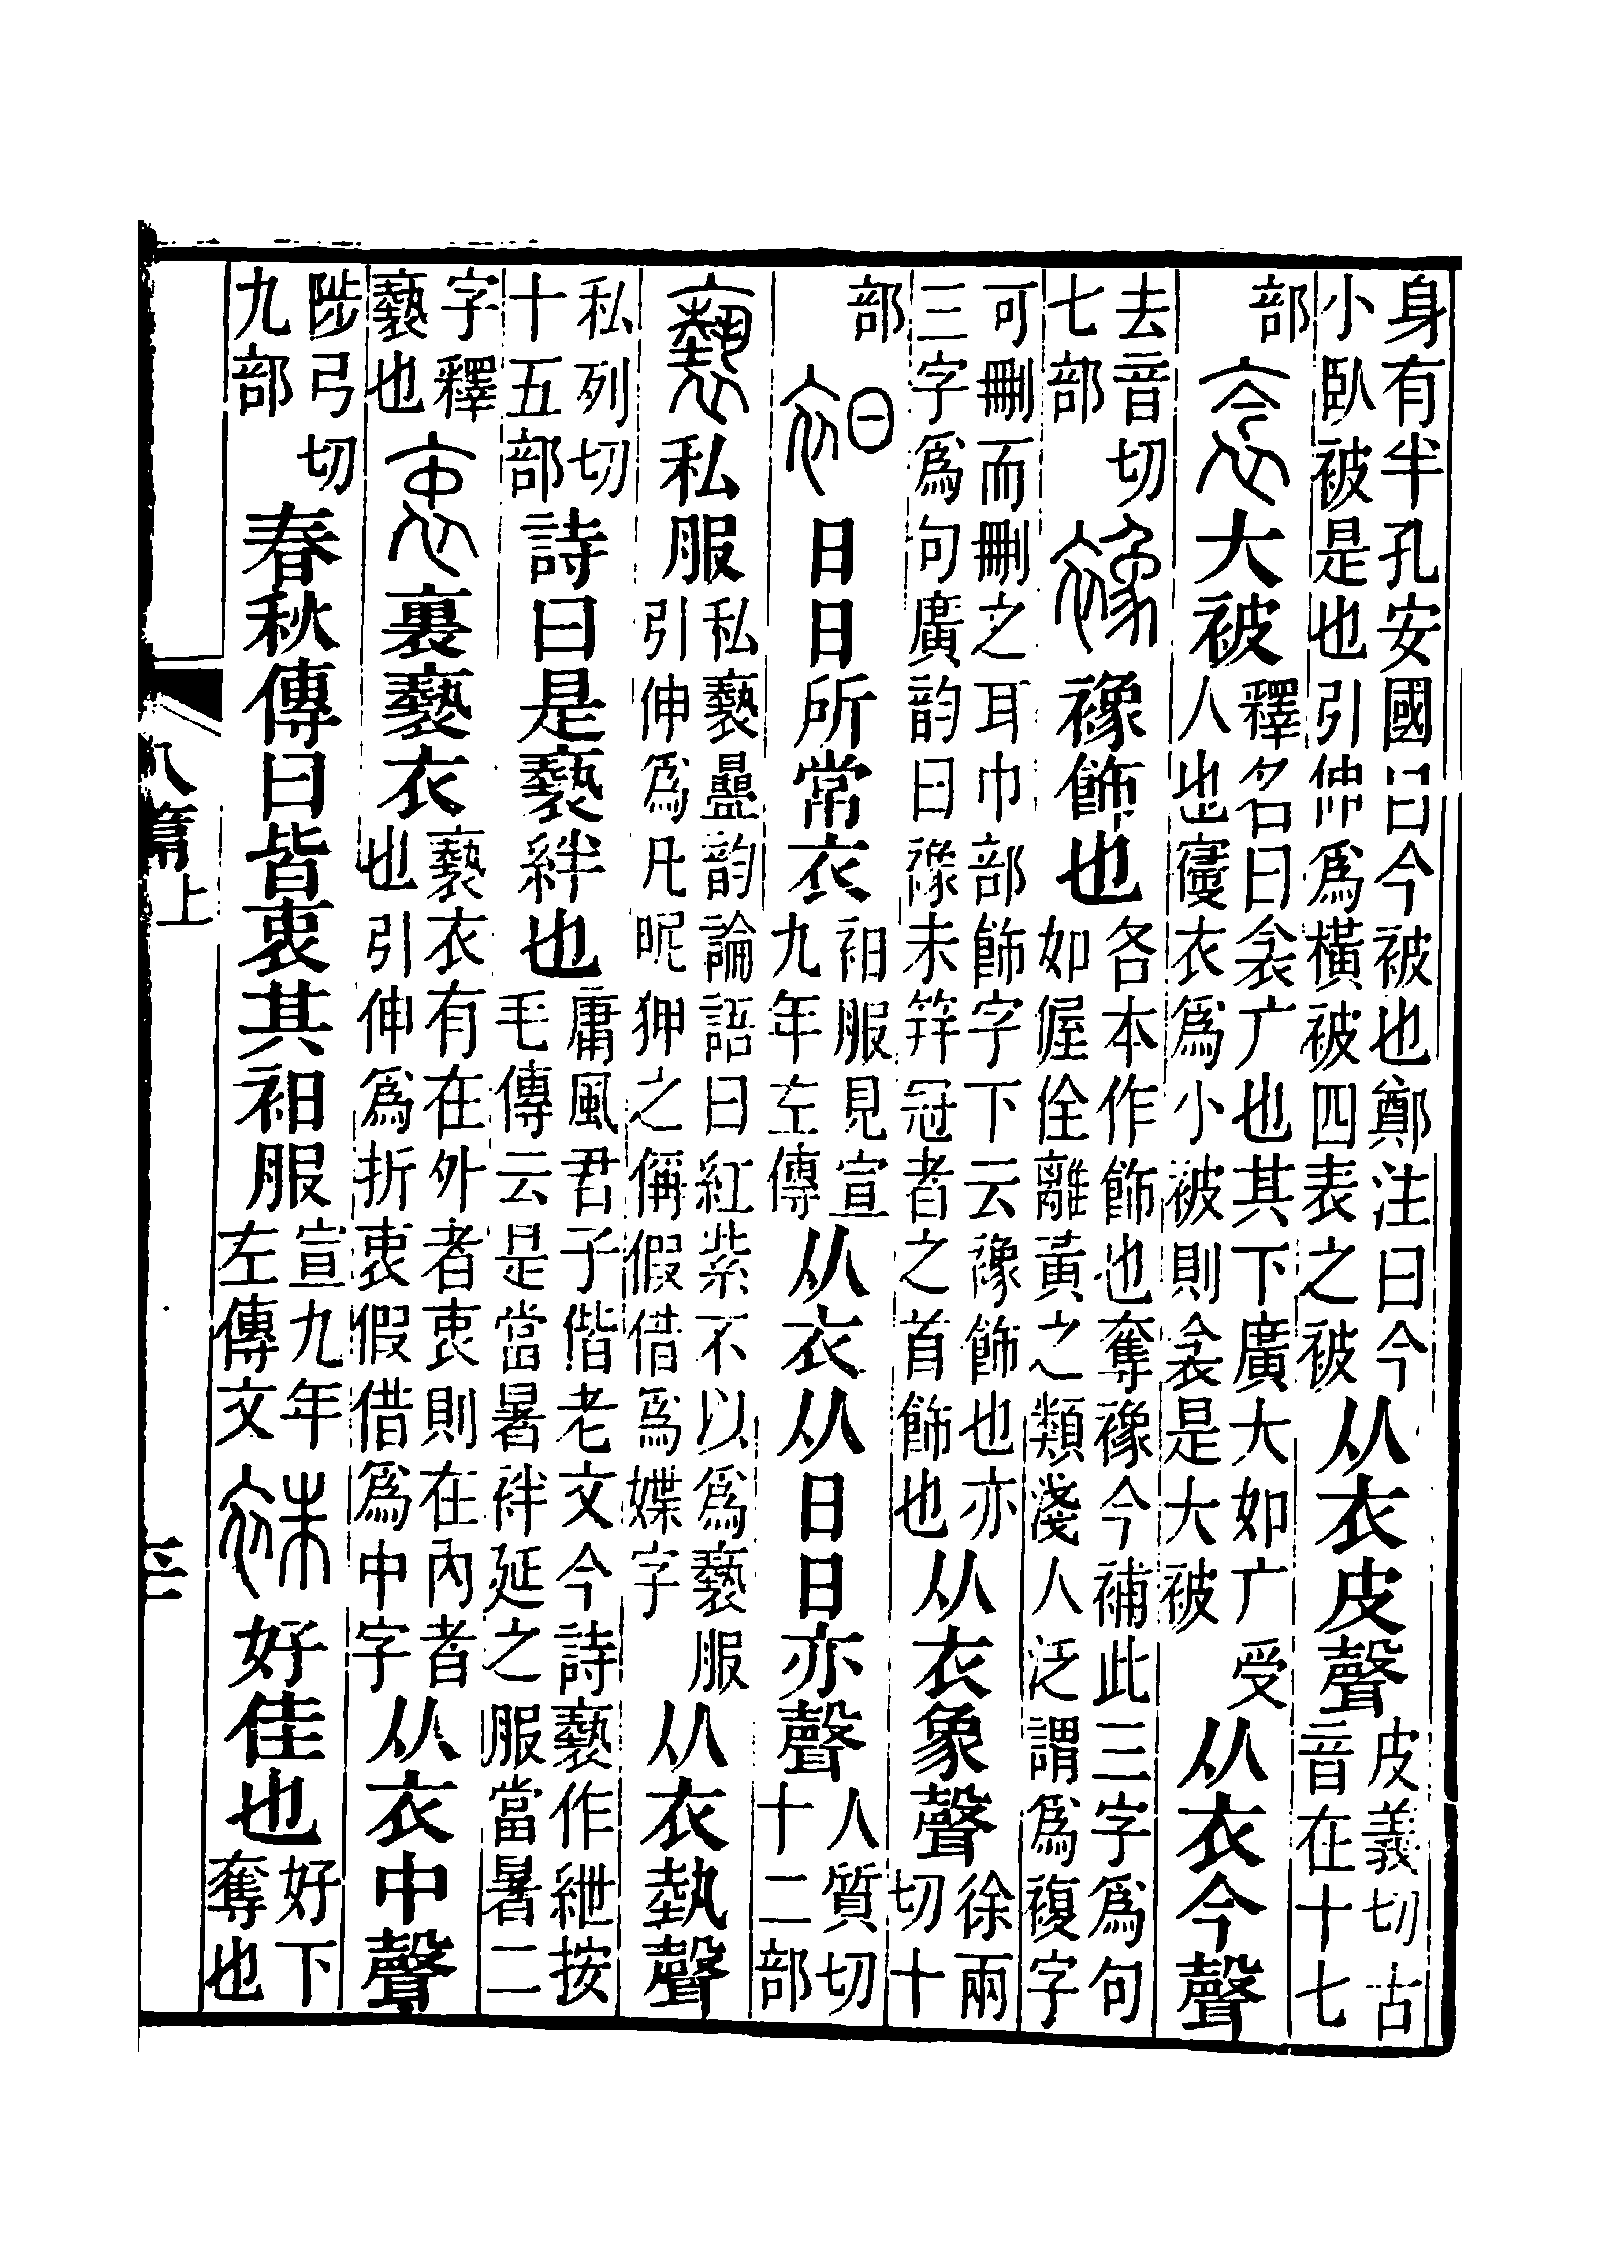 身有半孔安國曰今被也鄭注曰今小臥被是也引伸爲橫被四表之被从衣皮聲皮義切古音在十七
部衾大被釋名曰衾广也其下廣大如广受人也寑衣爲小被則衾是大被从衣今聲
去音切七部襐襐飾也各本作飾也奪襐今補此三字爲句如偓佺離黃之類淺人泛謂爲複字
可刪而刪之耳巾部飾字下云襐飾也亦三字爲句廣韵曰襐未笄冠者之首飾也从衣象聲徐兩切十
部衵日日所常衣衵服見宣九年左傳从衣从日日亦聲人質切十二部
褻私服私褻曡韵論語曰紅紫不以爲褻服引伸爲凡昵狎之偁假借爲媟字从衣埶聲
私列切十五部詩曰是褻絆也庸風君子偕老文今詩褻作紲按毛傳云是當暑袢延之服當暑二
字釋褻也衷裏褻衣褻衣有在外者衷則在內者也引伸爲折衷假借爲中字从衣中聲
陟弓切九部春秋傳曰皆衷其衵服宣九年左傳文袾好佳也好下奪也
八篇上